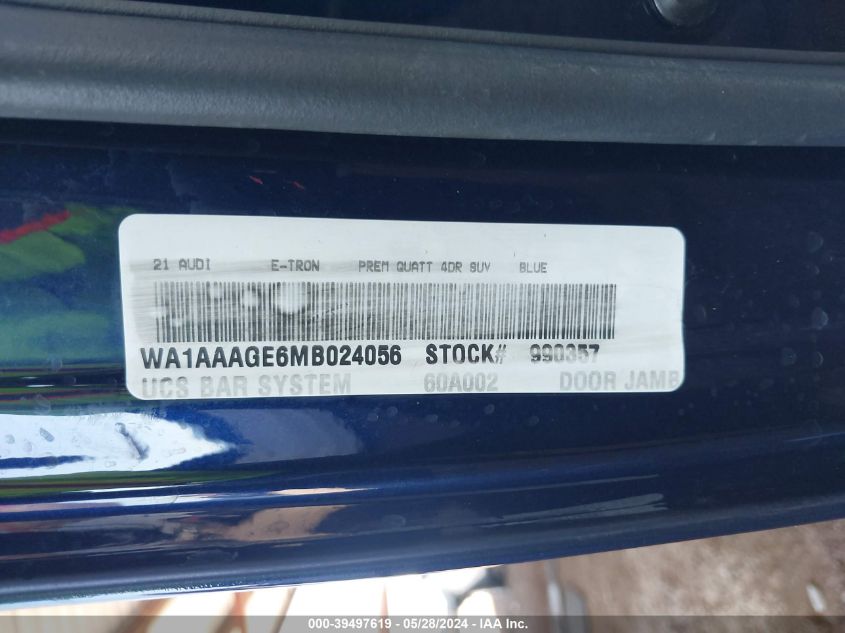 21 AUDI E-TRON PREM QUATT 4DR SUV BLUE
WA1AAAGE6MB024056 STOCK# 990357
UCS BAR SYSTEM 60A002 DOOR JAMB
000-39497619 - 05/28/2024 - IAA Inc.